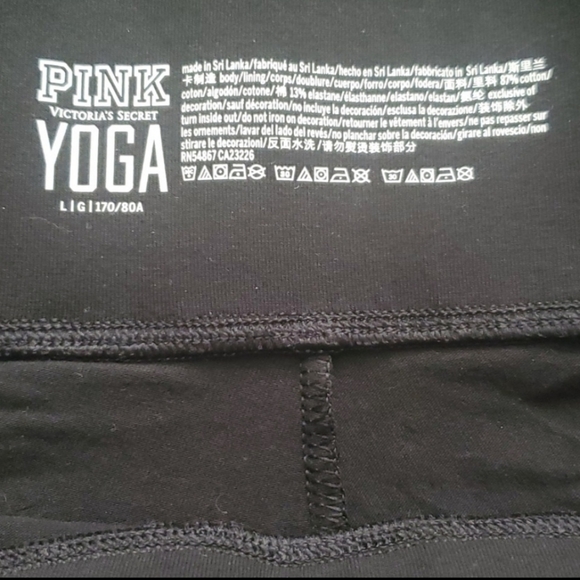 PINK
VICTORIA'S SECRET
YOGA
L|G|170/80A
made in Sri Lanka/fabriqué au Sri Lanka/hecho en Sri Lanka/fabbricato in Sri Lanka/斯里兰
卡制造 body/lining/corps/doublure/cuerpo/forro/corpo/fodera/面料/里料 87% cotton/
coton/algodón/cotone/棉 13% elastane/élasthanne/elastano/elastan/氨纶 exclusive of
decoration/sauf décoration/no incluye la decoración/esclusa la decorazione/装饰除外
turn inside out/do not iron on decoration/retourner le vêtement à l'envers/ne pas repasser sur
les ornements/lavar del lado del revés/no planchar sobre la decoración/girare al rovescio/non
stirare le decorazioni/反面水洗/请勿熨烫装饰部分
RN54867 CA23226